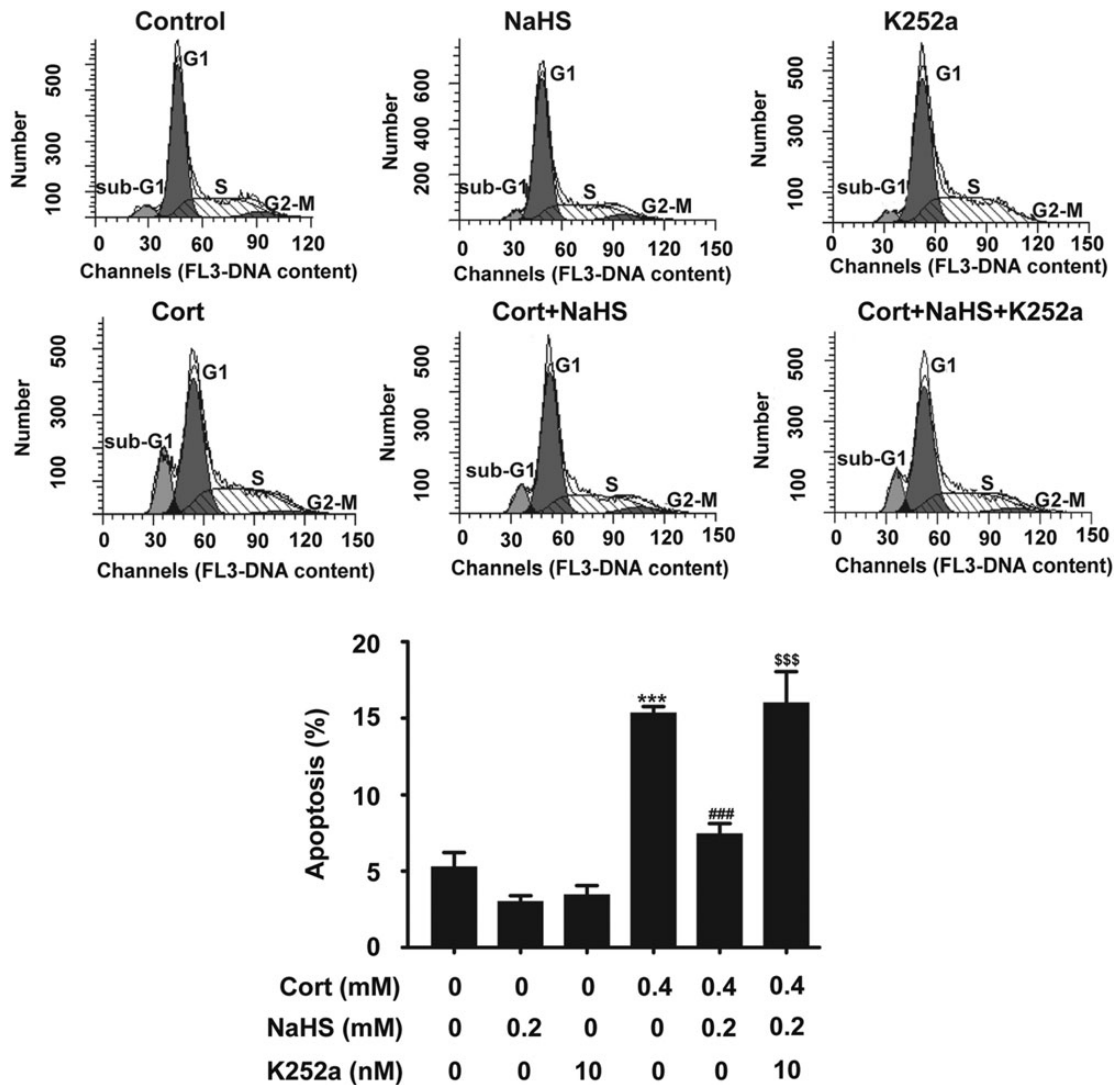 Control
NaHS
K252a
Number
500
300
100
sub-G1
G1
S
G2-M
0 30 60 90 120
Channels (FL3-DNA content)
Number
600
400
200
sub-G1
G1
S
G2-M
0 30 60 90 120 150
Channels (FL3-DNA content)
Number
500
300
100
sub-G1
G1
S
G2-M
0 30 60 90 120 150
Channels (FL3-DNA content)
Cort
Cort+NaHS
Cort+NaHS+K252a
Number
500
300
100
sub-G1
G1
S
G2-M
0 30 60 90 120 150
Channels (FL3-DNA content)
Number
500
300
100
sub-G1
G1
S
G2-M
0 30 60 90 120 150
Channels (FL3-DNA content)
Number
500
300
100
sub-G1
G1
S
G2-M
0 30 60 90 120 150
Channels (FL3-DNA content)
Apoptosis (%)
20
15
10
5
0
***
###
$$$
Cort (mM) 0 0 0 0.4 0.4 0.4
NaHS (mM) 0 0.2 0 0 0.2 0.2
K252a (nM) 0 0 10 0 0 10